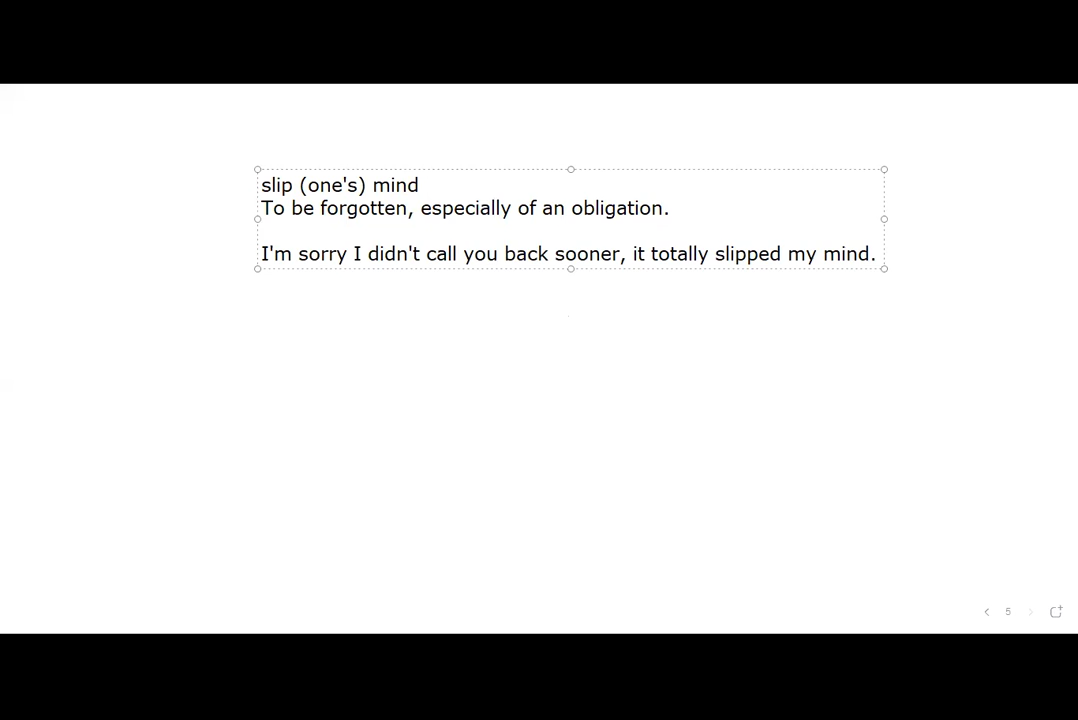 slip (one's) mind
To be forgotten, especially of an obligation.
I'm sorry I didn't call you back sooner, it totally slipped my mind.
5